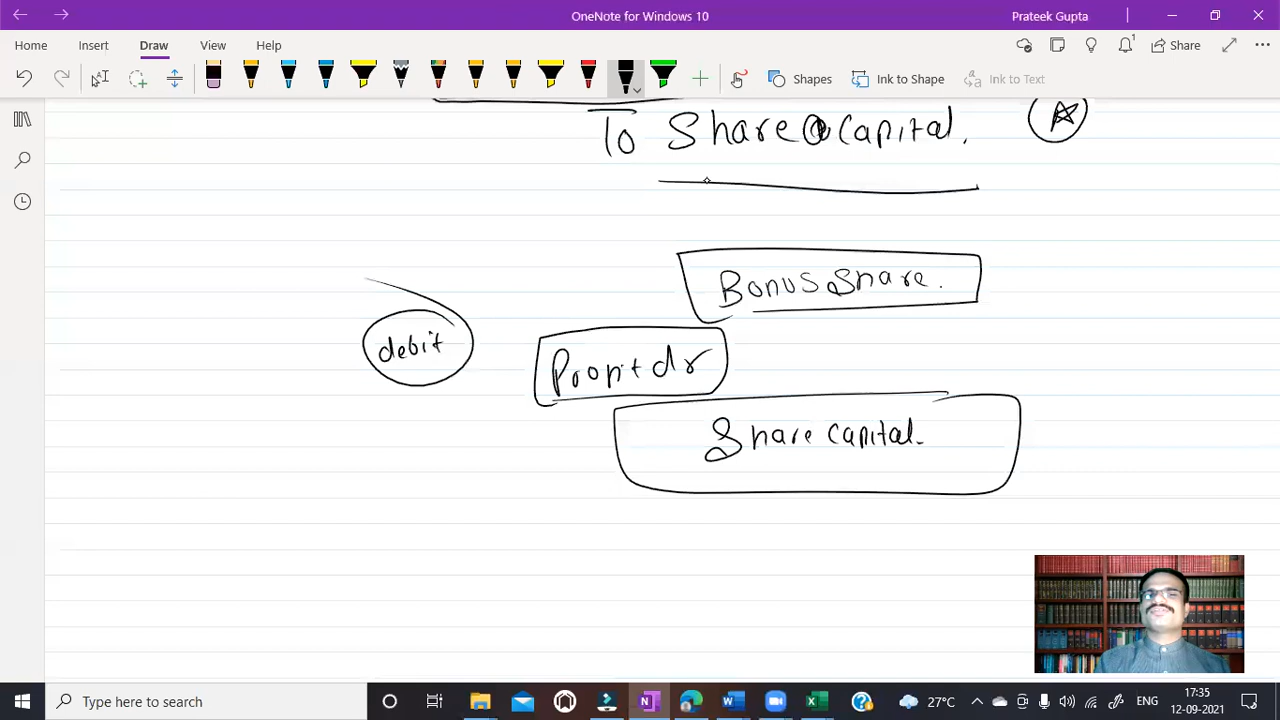 OneNote for Windows 10
Prateek Gupta
Home Insert Draw View Help
Share
Shapes
Ink to Shape
Ink to Text
To Share Capital.
Bonus Share.
debit
Share capital.
Type here to search
27°C
ENG
17:35
12-09-2021